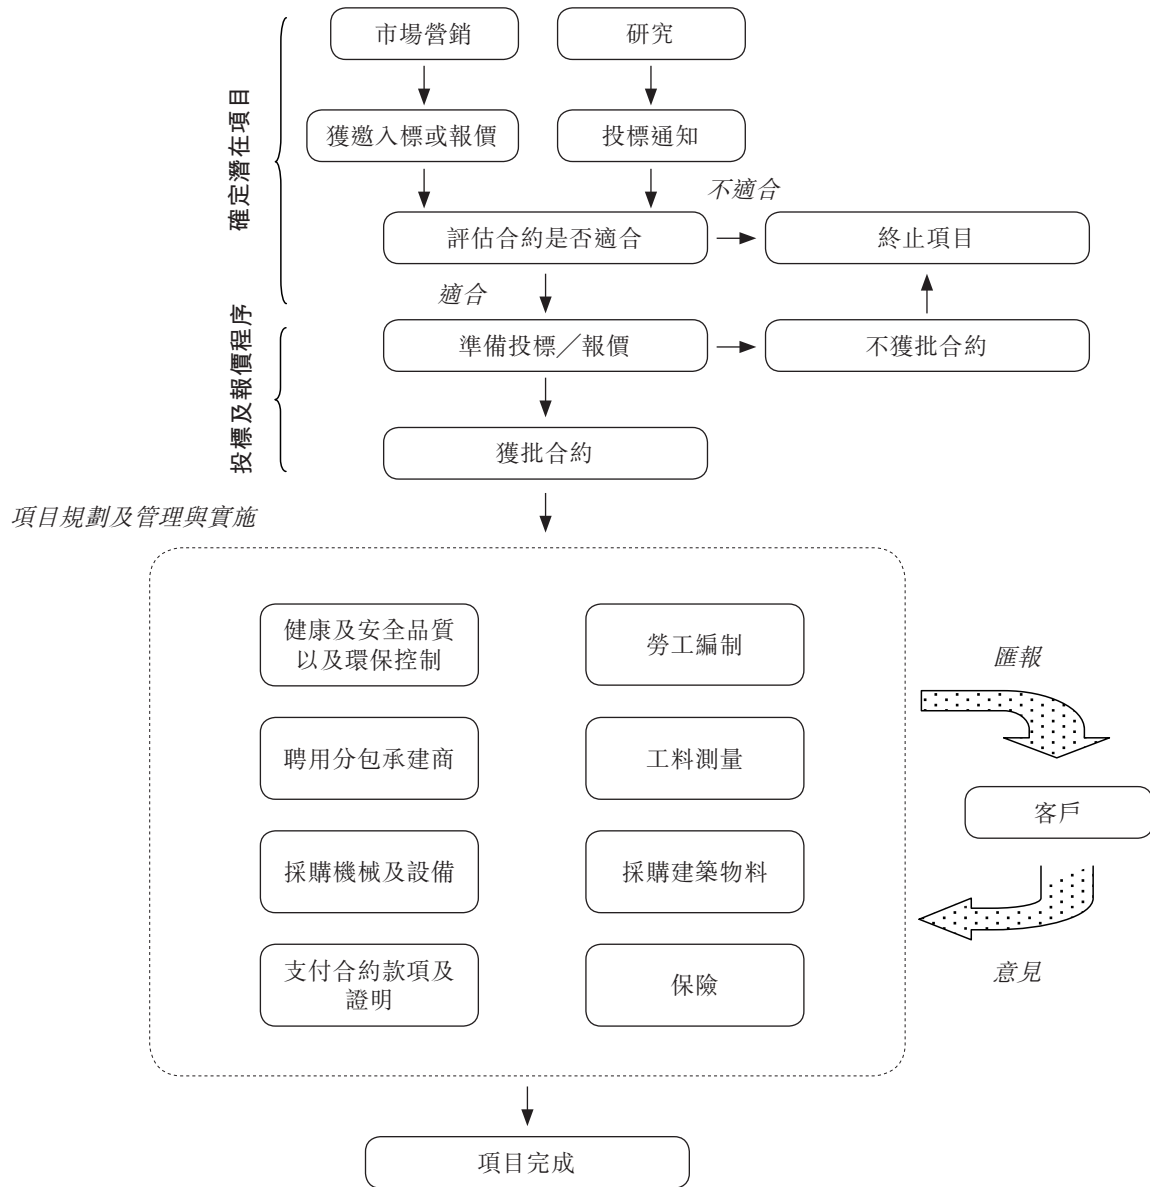 市場營銷
研究
確定潛在項目
獲邀入標或報價
投標通知
不適合
評估合約是否適合
終止項目
適合
投標及報價程序
準備投標／報價
不獲批合約
獲批合約
項目規劃及管理與實施
健康及安全品質
以及環保控制
勞工編制
匯報
聘用分包承建商
工料測量
客戶
採購機械及設備
採購建築物料
支付合約款項及
證明
保險
意見
項目完成